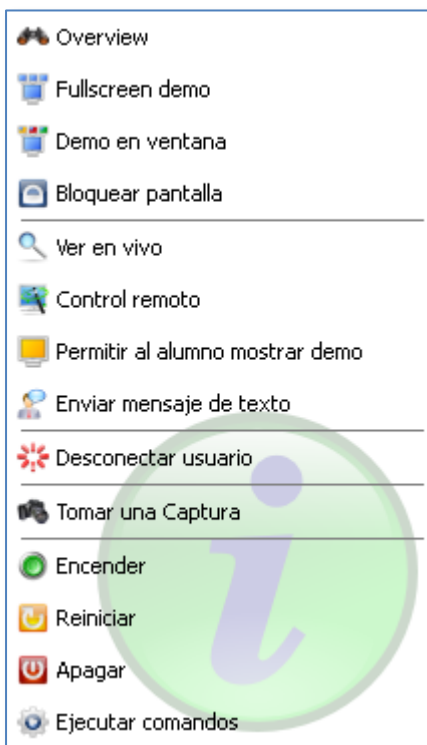 Overview
Fullscreen demo
Demo en ventana
Bloquear pantalla
Ver en vivo
Control remoto
Permitir al alumno mostrar demo
Enviar mensaje de texto
Desconectar usuario
Tomar una Captura
Encender
Reiniciar
Apagar
Ejecutar comandos